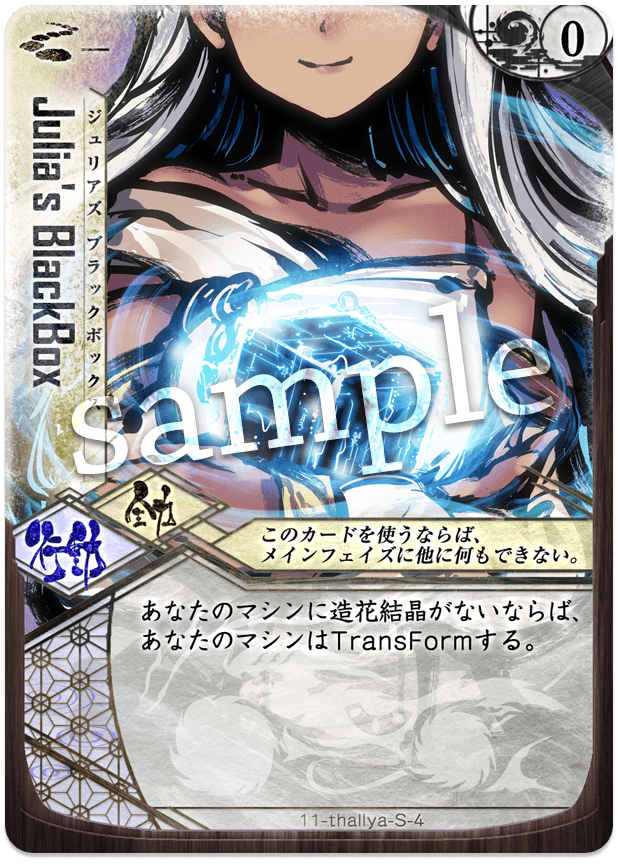 0
Julia's BlackBox
ジュリアズ ブラックボックス
sample
行動
全力
このカードを使うならば、
メインフェイズに他に何もできない。
あなたのマシンに造花結晶がないならば、
あなたのマシンはTransFormする。
11-thallya-S-4